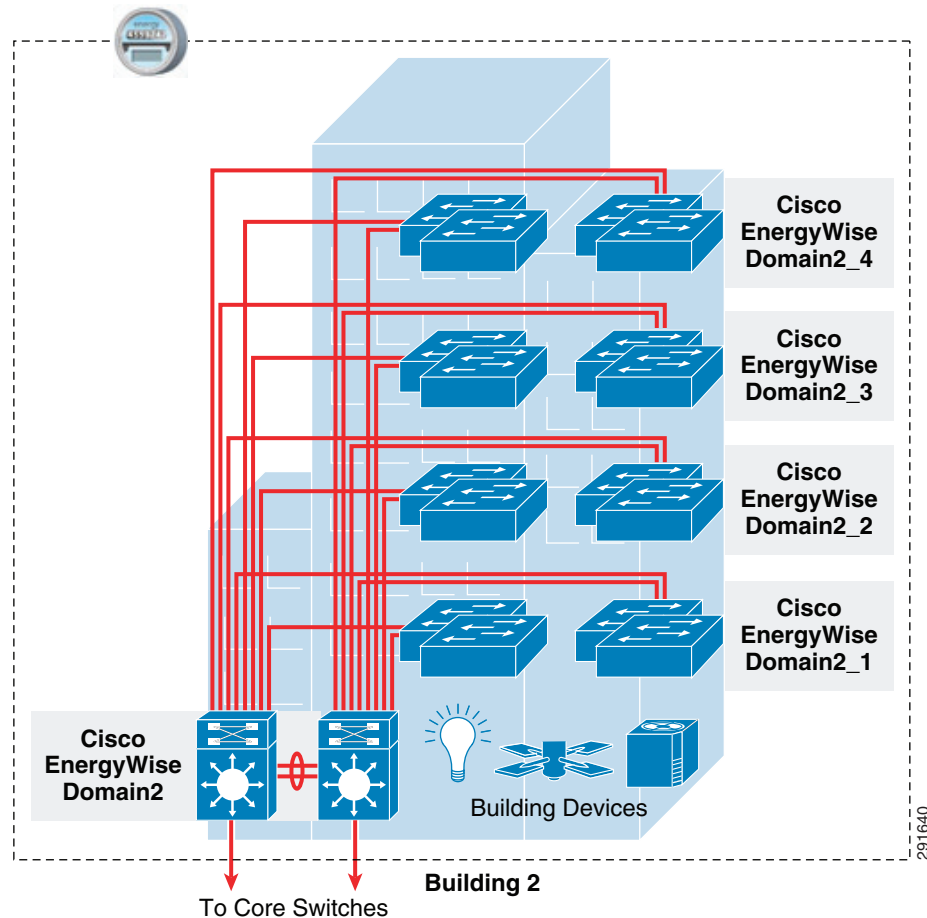 energy
Cisco
EnergyWise
Domain2_4
Cisco
EnergyWise
Domain2_3
Cisco
EnergyWise
Domain2_2
Cisco
EnergyWise
Domain2_1
Cisco
EnergyWise
Domain2
Building Devices
Building 2
To Core Switches
291640